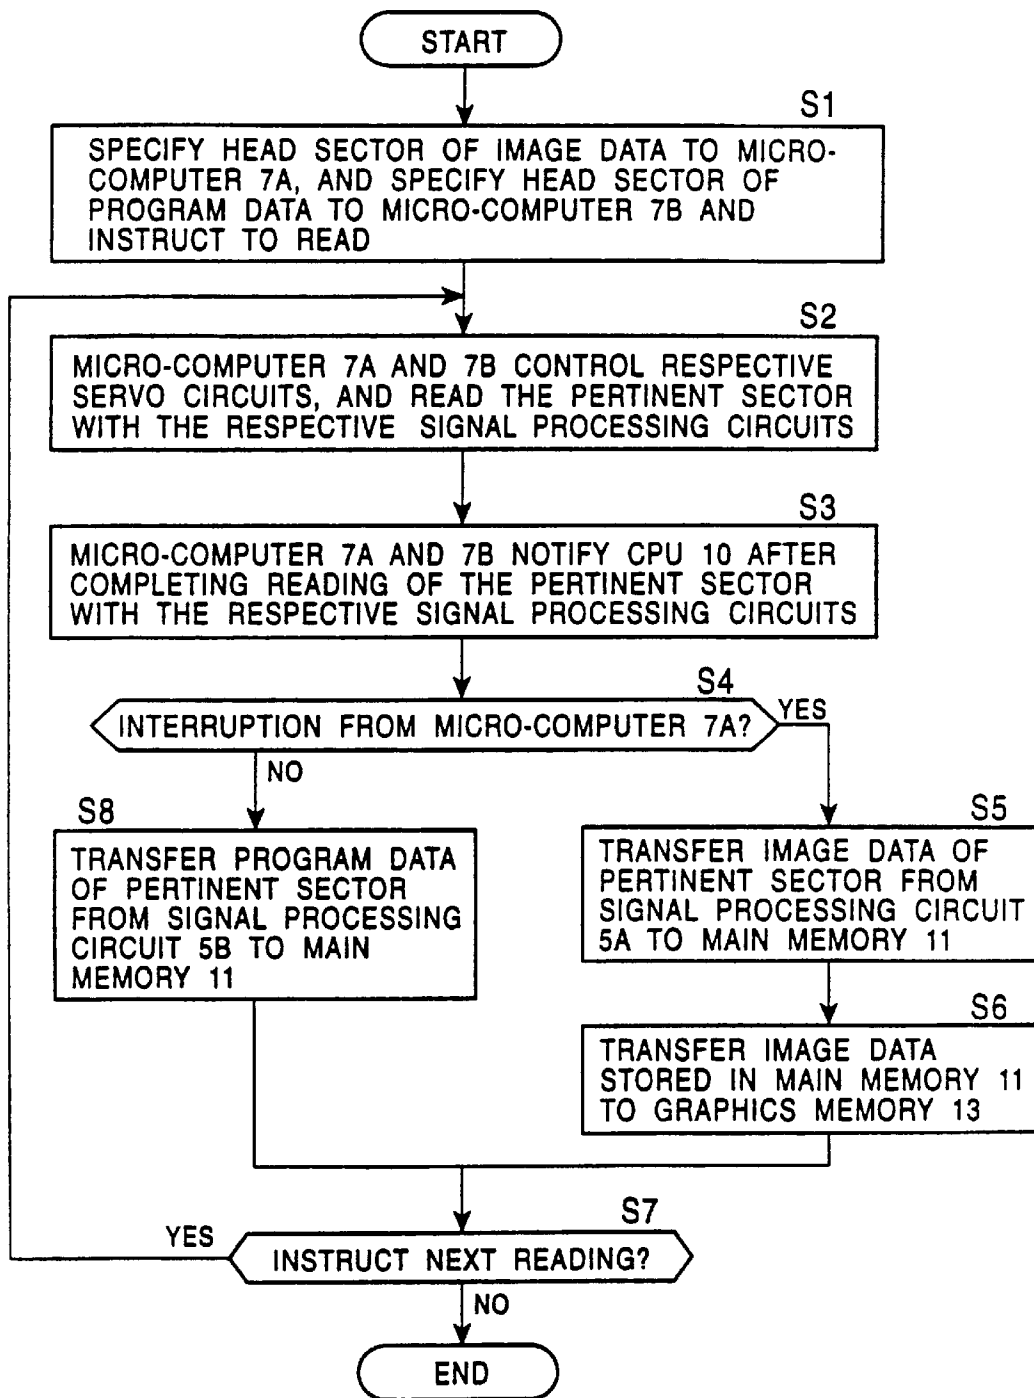 START
S1
SPECIFY HEAD SECTOR OF IMAGE DATA TO MICRO-
COMPUTER 7A, AND SPECIFY HEAD SECTOR OF
PROGRAM DATA TO MICRO-COMPUTER 7B AND
INSTRUCT TO READ
S2
MICRO-COMPUTER 7A AND 7B CONTROL RESPECTIVE
SERVO CIRCUITS, AND READ THE PERTINENT SECTOR
WITH THE RESPECTIVE SIGNAL PROCESSING CIRCUITS
S3
MICRO-COMPUTER 7A AND 7B NOTIFY CPU 10 AFTER
COMPLETING READING OF THE PERTINENT SECTOR
WITH THE RESPECTIVE SIGNAL PROCESSING CIRCUITS
S4
INTERRUPTION FROM MICRO-COMPUTER 7A?
YES
NO
S8
TRANSFER PROGRAM DATA
OF PERTINENT SECTOR
FROM SIGNAL PROCESSING
CIRCUIT 5B TO MAIN
MEMORY 11
S5
TRANSFER IMAGE DATA OF
PERTINENT SECTOR FROM
SIGNAL PROCESSING CIRCUIT
5A TO MAIN MEMORY 11
S6
TRANSFER IMAGE DATA
STORED IN MAIN MEMORY 11
TO GRAPHICS MEMORY 13
S7
YES
INSTRUCT NEXT READING?
NO
END